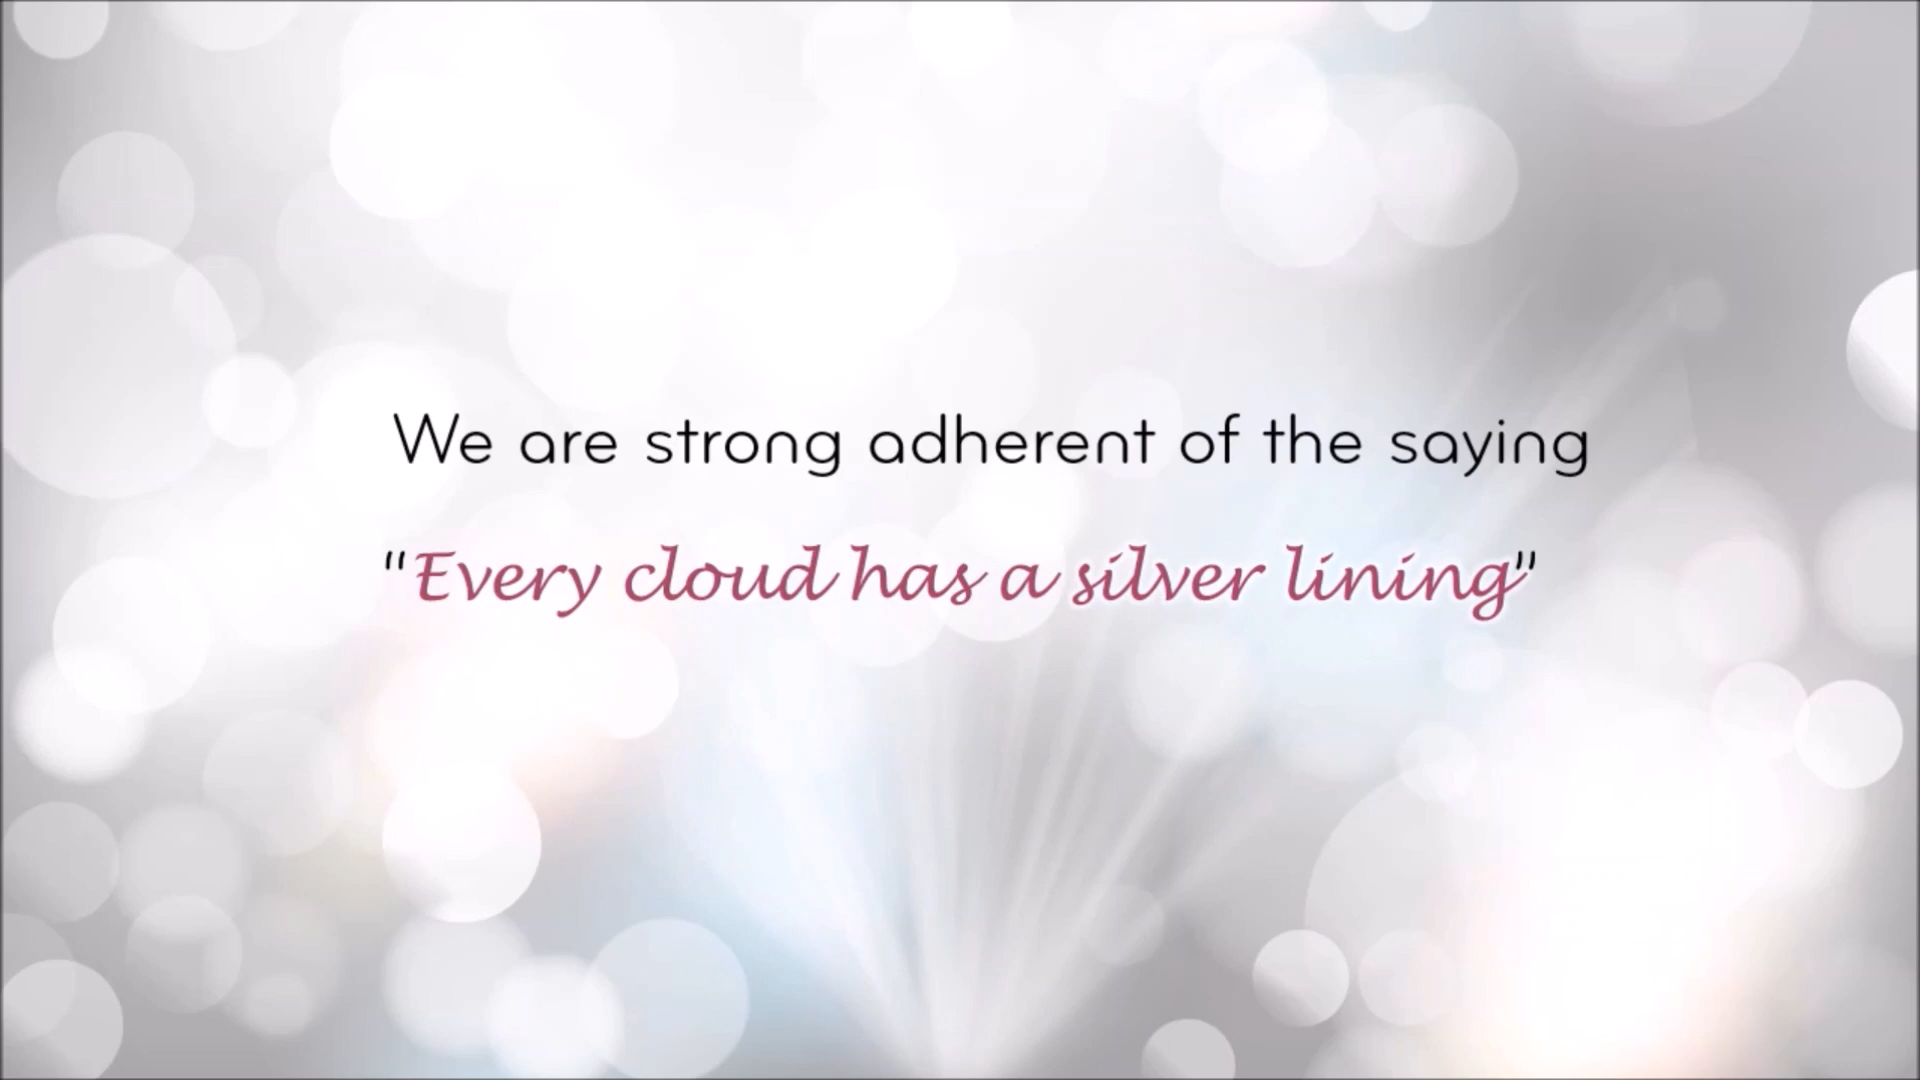 We are strong adherent of the saying
"Every cloud has a silver lining"